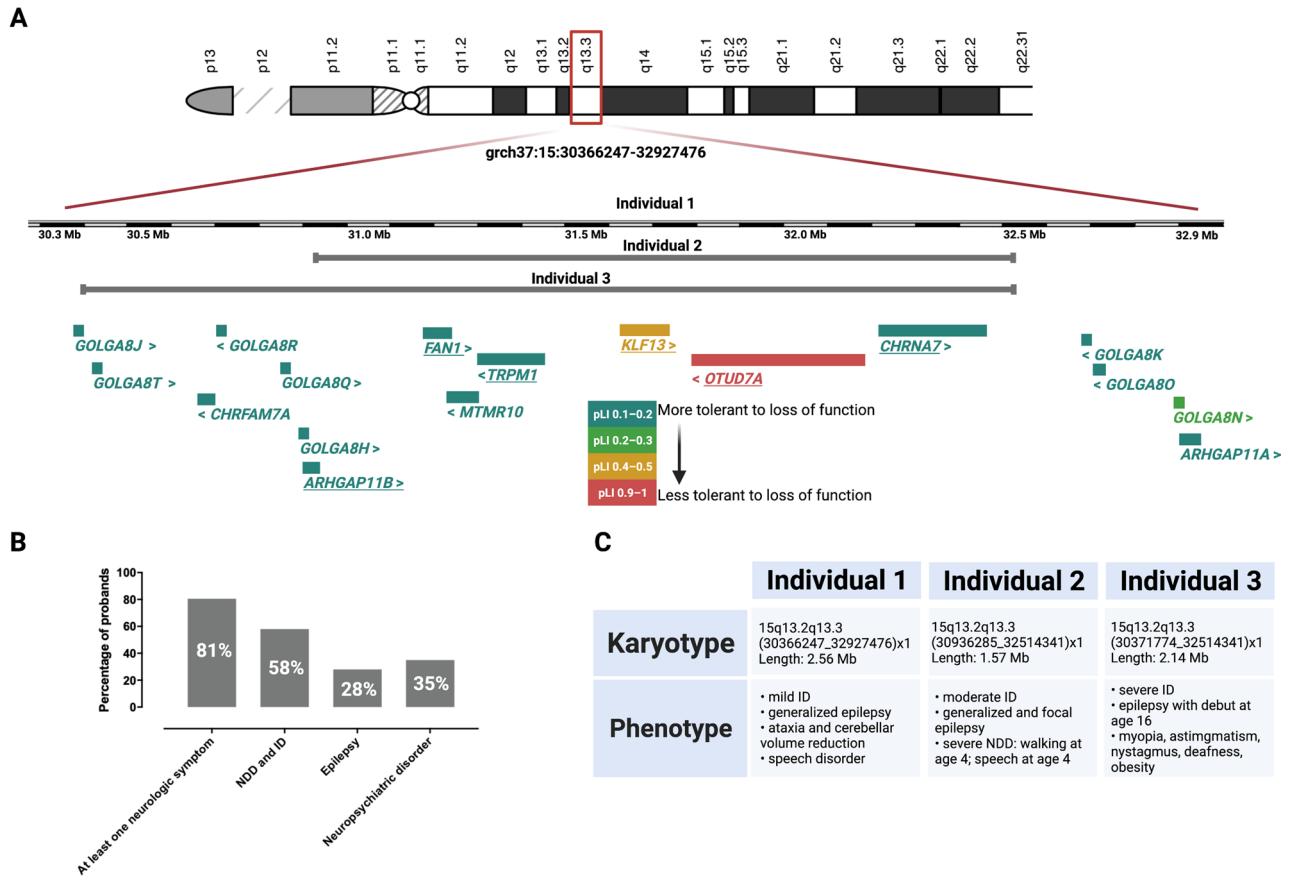 A
p13
p12
p11.2
p11.1
q11.1
q11.2
q12
q13.1
q13.2
q13.3
q14
q15.1
q15.2
q15.3
q21.1
q21.2
q21.3
q22.1
q22.2
q22.31
grch37:15:30366247-32927476
Individual 1
30.3 Mb 30.5 Mb 31.0 Mb 31.5 Mb 32.0 Mb 32.5 Mb 32.9 Mb
Individual 2
Individual 3
GOLGA8J >
< GOLGA8R
FAN1 >
KLF13 >
CHRNA7 >
< GOLGA8K
GOLGA8T >
GOLGA8Q >
< TRPM1
< OTUD7A
< GOLGA8O
< CHRFAM7A
< MTMR10
GOLGA8N >
GOLGA8H >
ARHGAP11A >
ARHGAP11B >
pLI 0.1–0.2 More tolerant to loss of function
pLI 0.2–0.3
pLI 0.4–0.5
pLI 0.9–1 Less tolerant to loss of function
B
Percentage of probands
100
80
60
40
20
0
81%
58%
28%
35%
At least one neurologic symptom
NDD and ID
Epilepsy
Neuropsychiatric disorder
C
Individual 1 Individual 2 Individual 3
Karyotype
15q13.2q13.3
(30366247_32927476)x1
Length: 2.56 Mb
15q13.2q13.3
(30936285_32514341)x1
Length: 1.57 Mb
15q13.2q13.3
(30371774_32514341)x1
Length: 2.14 Mb
Phenotype
• mild ID
• generalized epilepsy
• ataxia and cerebellar
volume reduction
• speech disorder
• moderate ID
• generalized and focal
epilepsy
• severe NDD: walking at
age 4; speech at age 4
• severe ID
• epilepsy with debut at
age 16
• myopia, astimgmatism,
nystagmus, deafness,
obesity